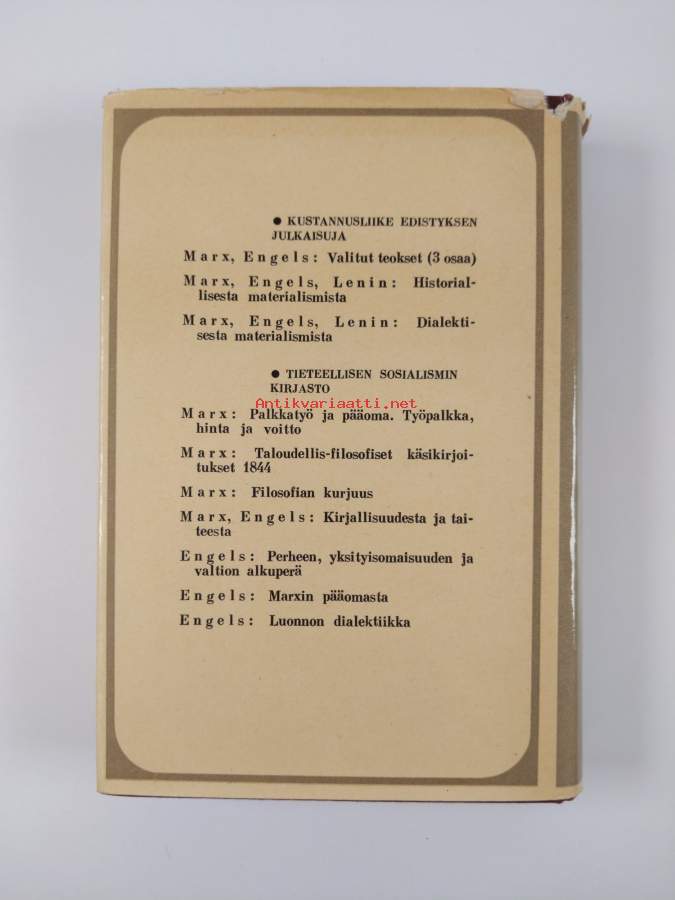 ● KUSTANNUSLIIKE EDISTYKSEN
JULKAISUJA
Marx, Engels: Valitut teokset (3 osaa)
Marx, Engels, Lenin: Historial-
lisesta materialismista
Marx, Engels, Lenin: Dialekti-
sesta materialismista
● TIETEELLISEN SOSIALISMIN
KIRJASTO
Antikvariaatti.net
Marx: Palkkatyö ja pääoma. Työpalkka,
hinta ja voitto
Marx: Taloudellis-filosofiset käsikirjoi-
tukset 1844
Marx: Filosofian kurjuus
Marx, Engels: Kirjallisuudesta ja tai-
teesta
Engels: Perheen, yksityisomaisuuden ja
valtion alkuperä
Engels: Marxin pääomasta
Engels: Luonnon dialektiikka